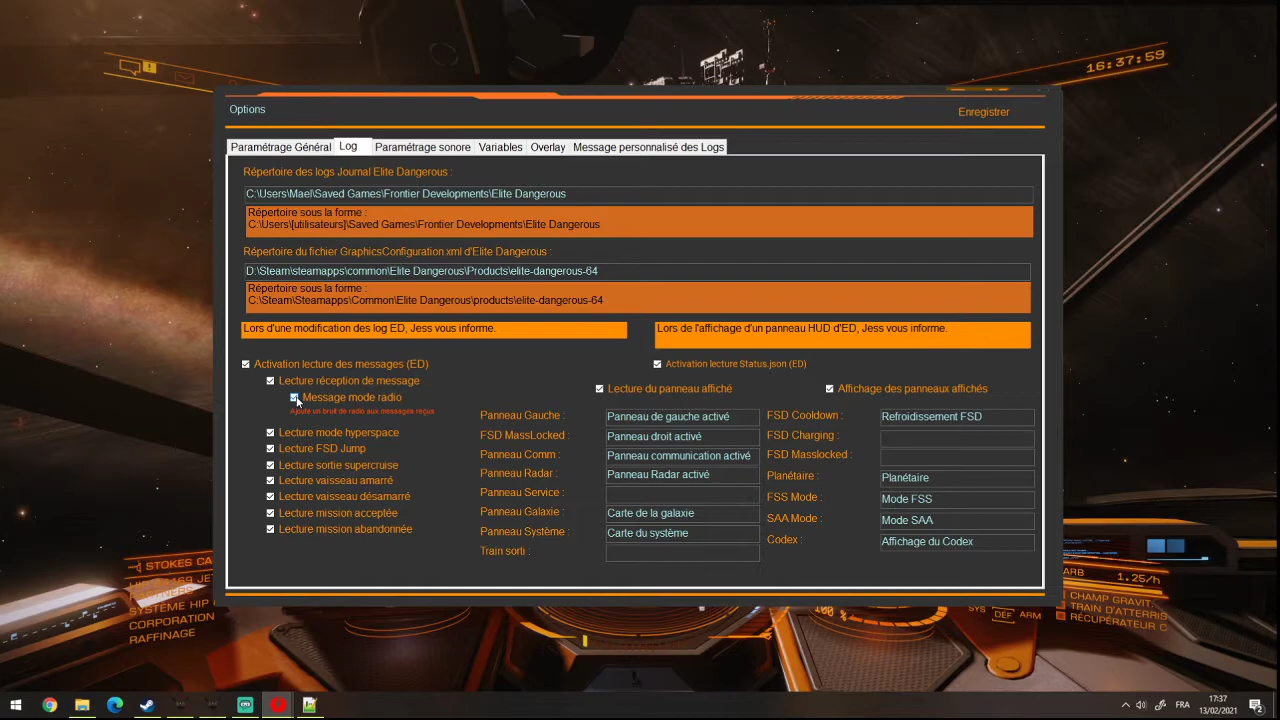 16:37:59
Options
Enregistrer
Paramétrage Général
Log
Paramétrage sonore
Variables
Overlay
Message personnalisé des Logs
Répertoire des logs Journal Elite Dangerous :
C:\Users\Mael\Saved Games\Frontier Developments\Elite Dangerous
Répertoire sous la forme :
C:\Users\[utilisateurs]\Saved Games\Frontier Developments\Elite Dangerous
Répertoire du fichier GraphicsConfiguration xml d'Elite Dangerous :
D:\Steam\steamapps\common\Elite Dangerous\Products\elite-dangerous-64
Répertoire sous la forme :
C:\Steam\Steamapps\Common\Elite Dangerous\products\elite-dangerous-64
Lors d'une modification des log ED, Jess vous informe.
Lors de l'affichage d'un panneau HUD d'ED, Jess vous informe.
Activation lecture des messages (ED)
Activation lecture Status.json (ED)
Lecture réception de message
Message mode radio
Ajoute un bruit de radio aux messages reçus
Lecture mode hyperspace
Lecture FSD Jump
Lecture sortie supercruise
Lecture vaisseau amarré
Lecture vaisseau désamarré
Lecture mission acceptée
Lecture mission abandonnée
Lecture du panneau affiché
Affichage des panneaux affichés
Panneau Gauche : Panneau de gauche activé
FSD MassLocked : Panneau droit activé
Panneau Comm : Panneau communication activé
Panneau Radar : Panneau Radar activé
Panneau Service :
Panneau Galaxie : Carte de la galaxie
Panneau Système : Carte du système
Train sorti :
FSD Cooldown : Refroidissement FSD
FSD Charging :
FSD Masslocked :
Planétaire : Planétaire
FSS Mode : Mode FSS
SAA Mode : Mode SAA
Codex : Affichage du Codex
STOKES CA
PARTNERS
SYSTÈME HIP
CORPORATION
RAFFINAGE
100 %
SYS DEF ARM
ARB
1.25/h
CHAMP GRAVIT
TRAIN D'ATTERRIS
RÉCUPÉRATEUR C
FRA
17:37
13/02/2021
2